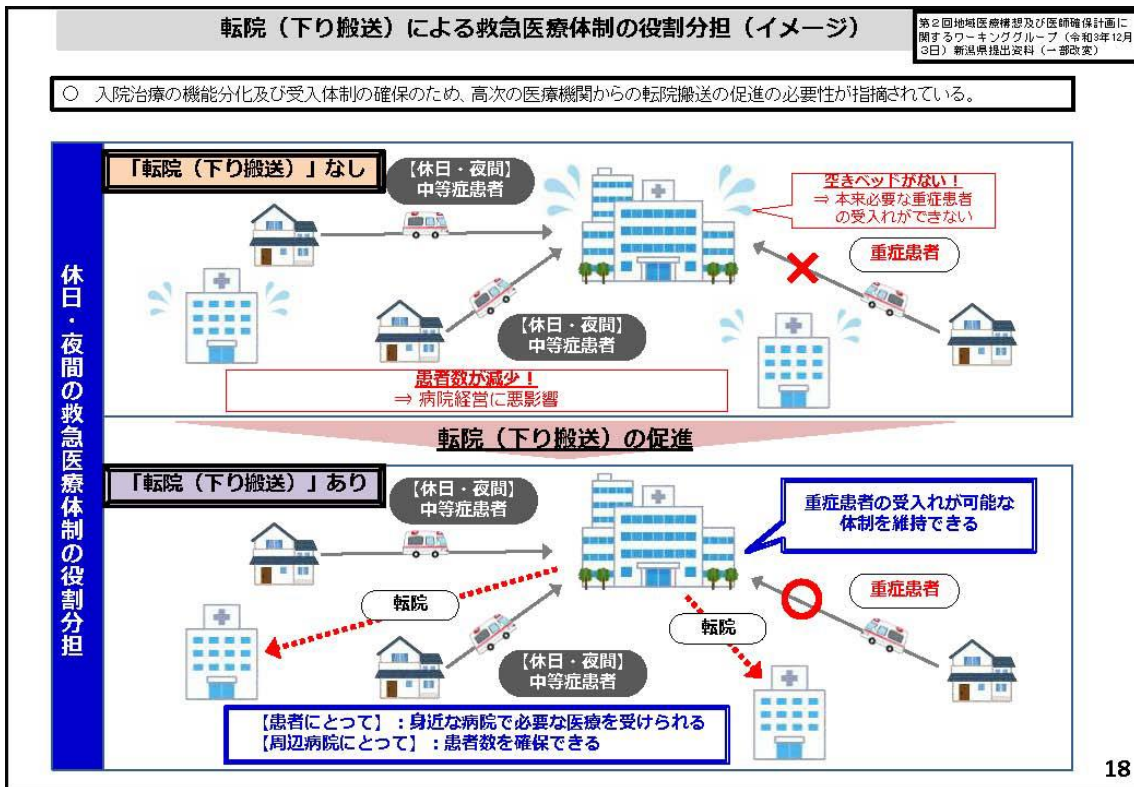 転院（下り搬送）による救急医療体制の役割分担（イメージ）
第２回地域医療構想及び医師確保計画に
関するワーキンググループ（令和3年12月
3日）新潟県提出資料（一部改変）
○　入院治療の機能分化及び受入体制の確保のため、高次の医療機関からの転院搬送の促進の必要性が指摘されている。
休日・夜間の救急医療体制の役割分担
「転院（下り搬送）」なし
【休日・夜間】
中等症患者
空きベッドがない！
⇒ 本来必要な重症患者
の受入れができない
重症患者
【休日・夜間】
中等症患者
患者数が減少！
⇒ 病院経営に悪影響
転院（下り搬送）の促進
「転院（下り搬送）」あり
【休日・夜間】
中等症患者
重症患者の受入れが可能な
体制を維持できる
重症患者
転院
転院
【休日・夜間】
中等症患者
【患者にとって】：身近な病院で必要な医療を受けられる
【周辺病院にとって】：患者数を確保できる
18